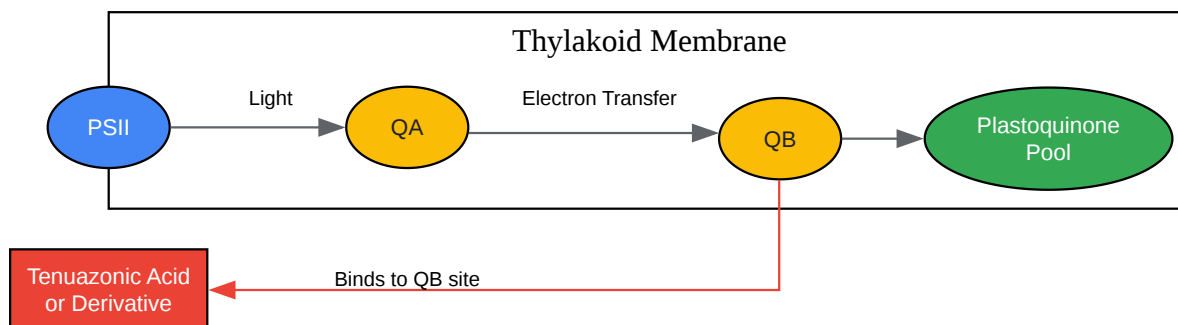 Thylakoid Membrane
Light
Electron Transfer
PSII
QA
QB
Plastoquinone
Pool
Tenuazonic Acid
or Derivative
Binds to QB site